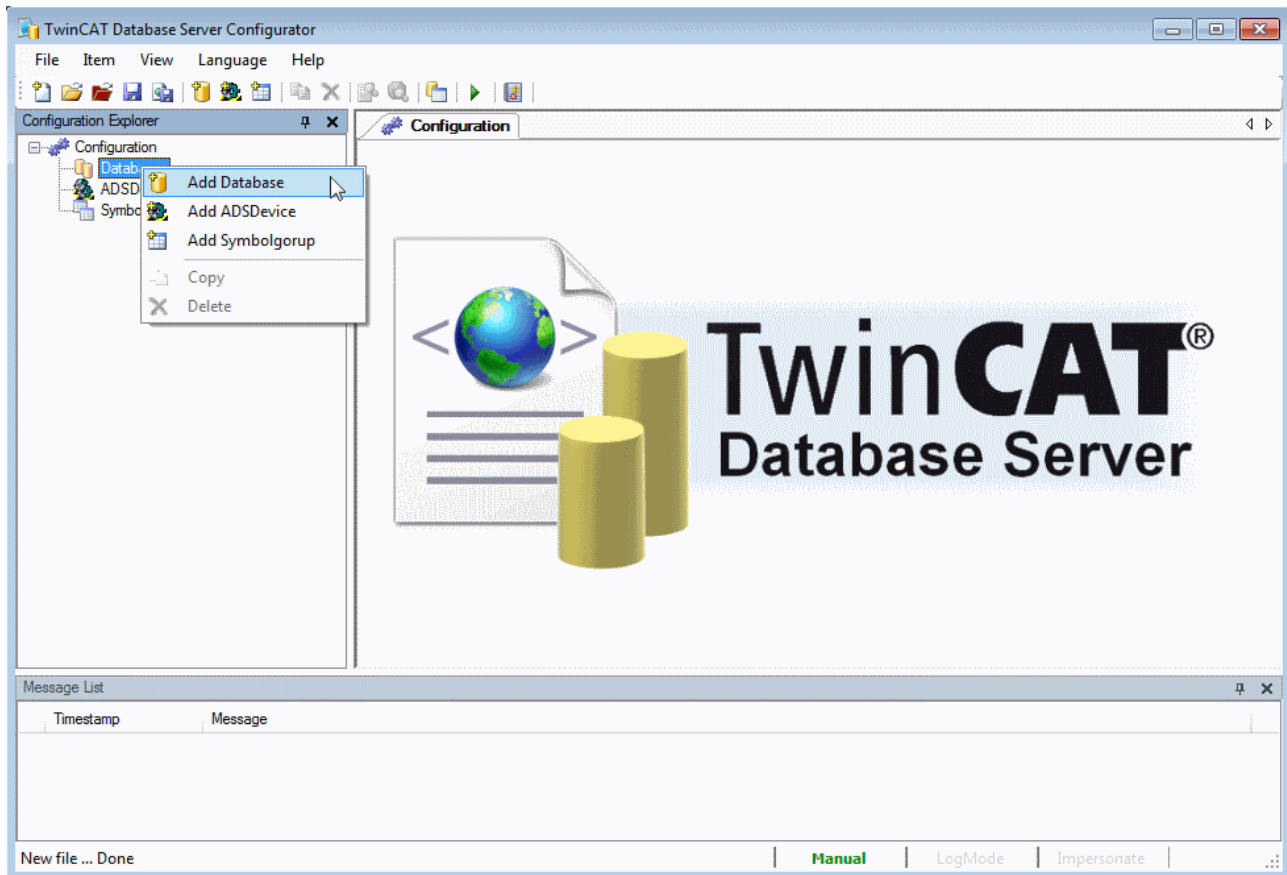 TwinCAT Database Server Configurator
File Item View Language Help
Configuration Explorer
Configuration
Configuration
Add Database
Add ADSDevice
Add Symbolgorup
Copy
Delete
TwinCAT®
Database Server
Message List
Timestamp Message
New file ... Done Manual LogMode Impersonate